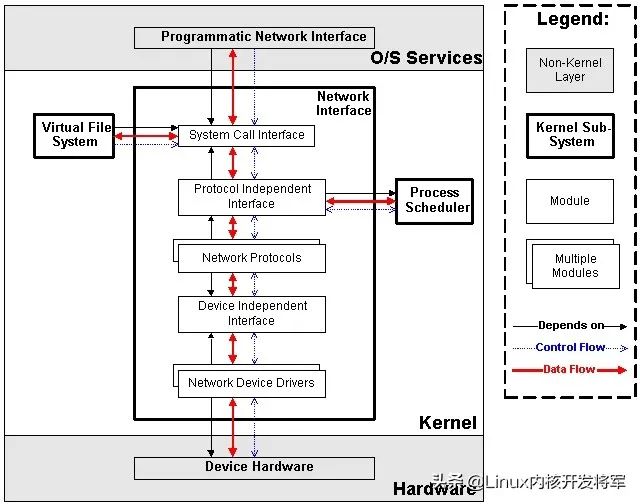 Programmatic Network Interface
O/S Services
Network
Interface
Virtual File
System
System Call Interface
Protocol Independent
Interface
Process
Scheduler
Network Protocols
Device Independent
Interface
Network Device Drivers
Kernel
Device Hardware
Hardware
Legend:
Non-Kernel
Layer
Kernel Sub-
System
Module
Multiple
Modules
Depends on
Control Flow
Data Flow
头条 @Linux内核开发将军